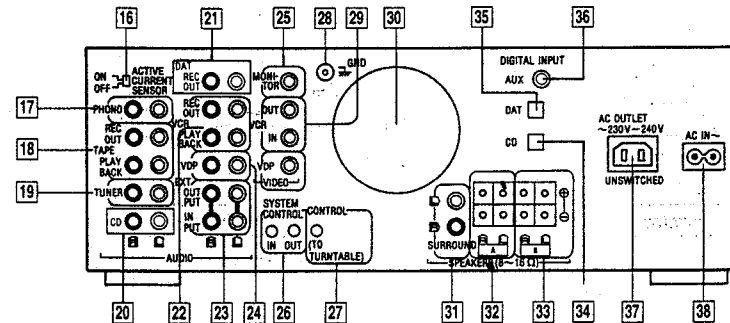 16 21 25 28 30 29 35 36
ON
OFF
ACTIVE
CURRENT
SENSOR
DAT
REC
OUT
MONI-
TOR
GND
DIGITAL INPUT
AUX
17
PHONO
REC
OUT
VCR
OUT
DAT
18
REC
OUT
TAPE
PLAY
BACK
PLAY
BACK
VCR
IN
CD
AC OUTLET
~230V–240V
AC IN~
VDP
VDP
VIDEO
UNSWITCHED
19
TUNER
EXT
OUT
PUT
IN
PUT
CD
R L
R L
AUDIO
SYSTEM
CONTROL
IN OUT
CONTROL
(TO
TURNTABLE)
L
R
SURROUND
+
−
R L
A
R L
B
SPEAKERS (8~16Ω)
20 22 23 24 26 27 31 32 33 34 37 38